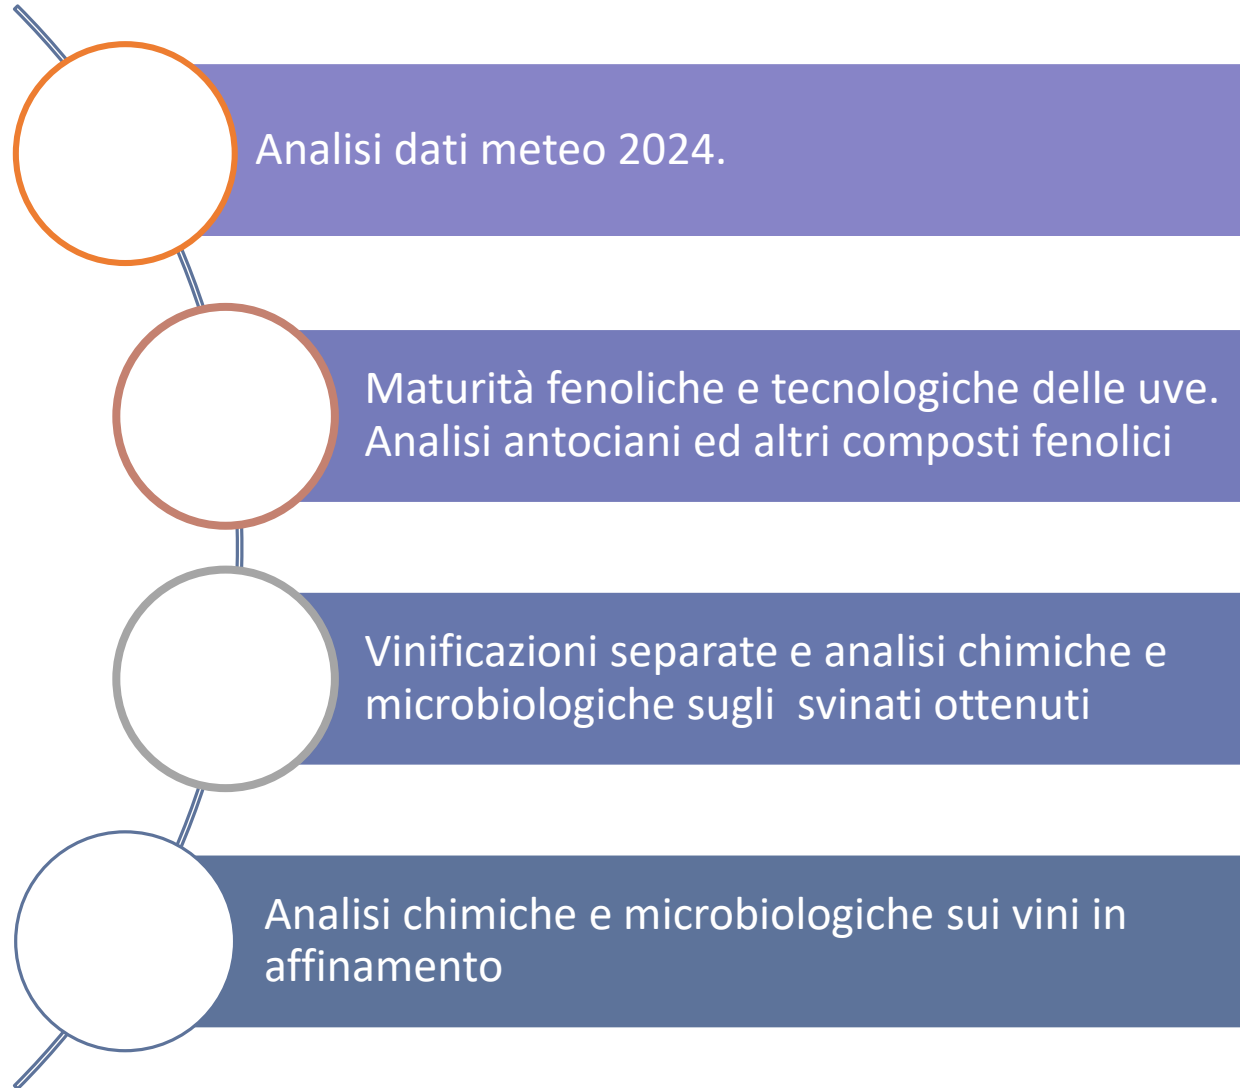 Analisi dati meteo 2024.
Maturità fenoliche e tecnologiche delle uve.
Analisi antociani ed altri composti fenolici
Vinificazioni separate e analisi chimiche e
microbiologiche sugli  svinati ottenuti
Analisi chimiche e microbiologiche sui vini in
affinamento